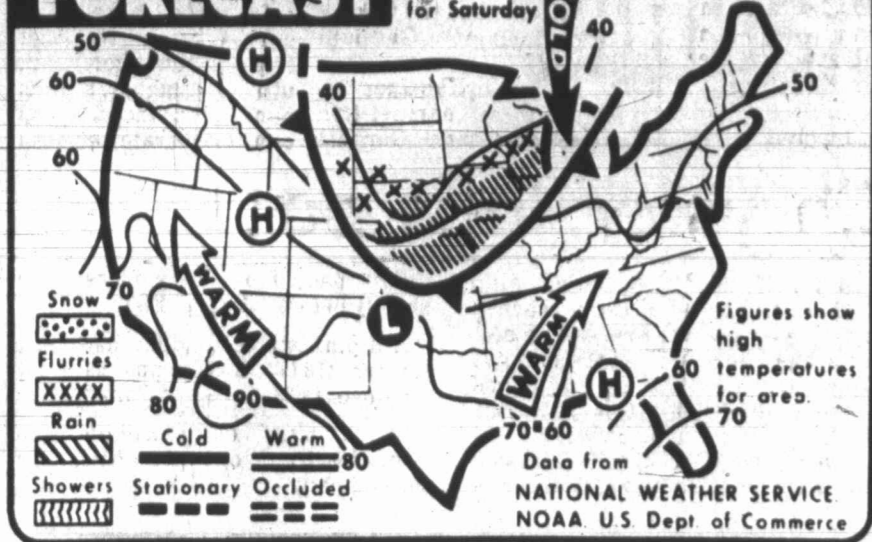 FORECAST
for Saturday
COLD
40
50
H
60
40
50
60
H
WARM
70
L
WARM
Snow
Flurries
XXXX
Rain
Showers
80
90
Cold
Warm
Stationary
Occluded
80
H
60
70
70
60
Figures show
high
temperatures
for area.
Data from
NATIONAL WEATHER SERVICE.
NOAA. U.S. Dept. of Commerce